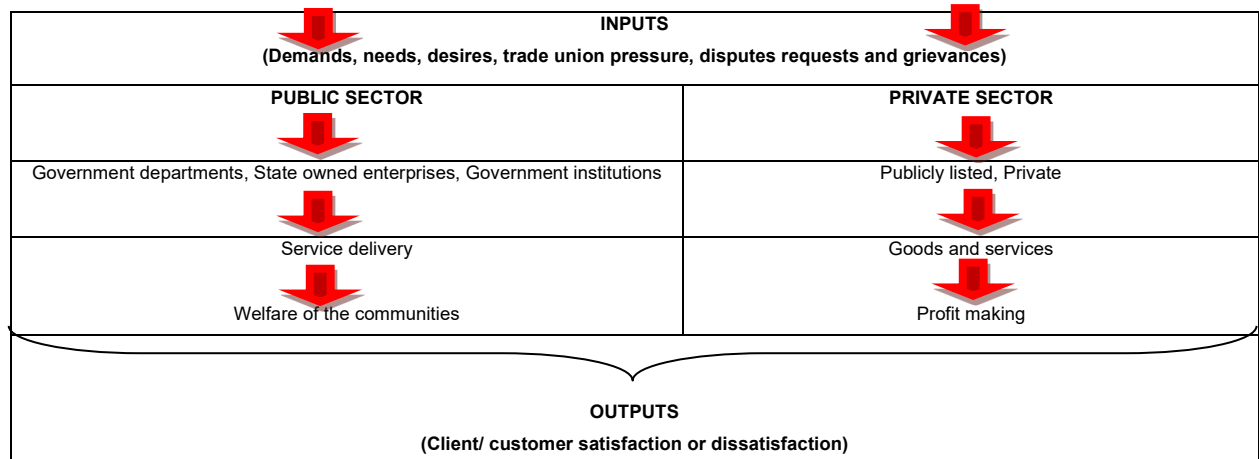 INPUTS
(Demands, needs, desires, trade union pressure, disputes requests and grievances)
PUBLIC SECTOR
PRIVATE SECTOR
Government departments, State owned enterprises, Government institutions
Publicly listed, Private
Service delivery
Goods and services
Welfare of the communities
Profit making
OUTPUTS
(Client/ customer satisfaction or dissatisfaction)